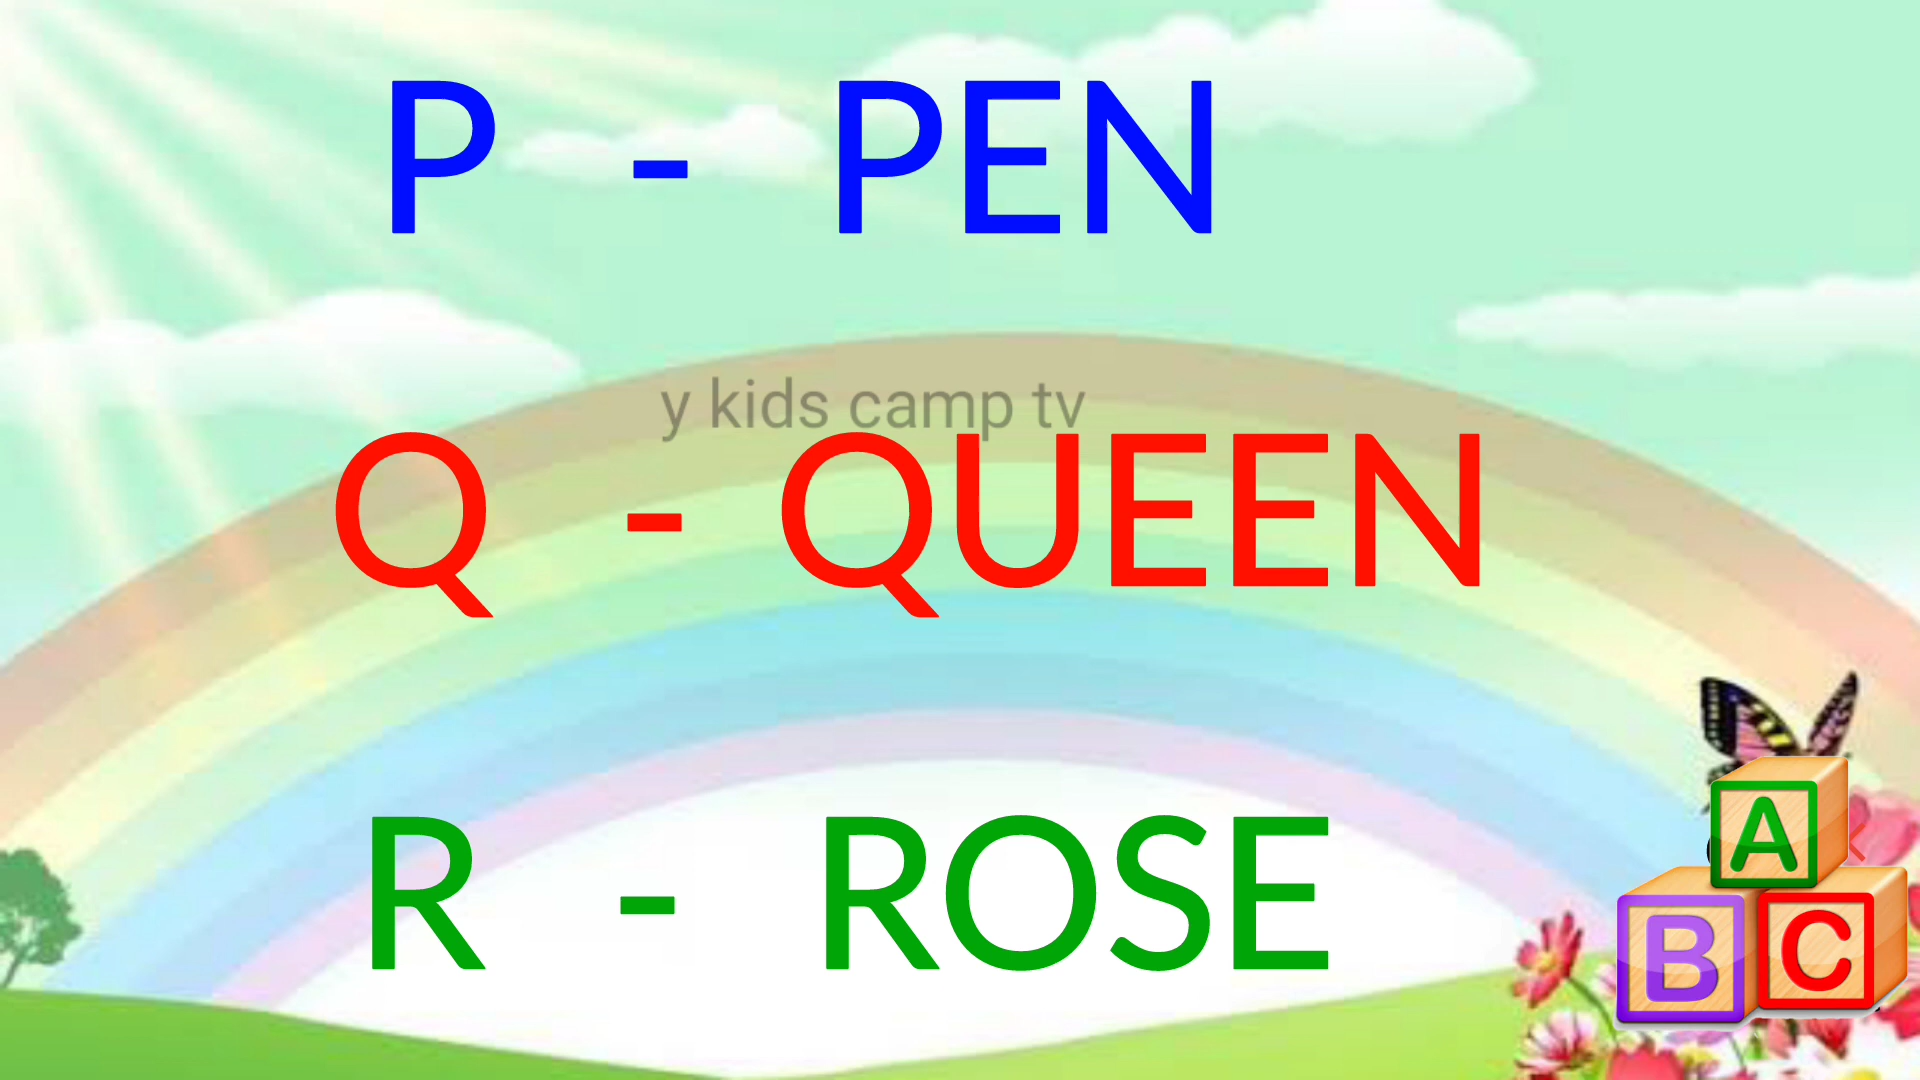 P - PEN
y kids camp tv
Q - QUEEN
R - ROSE
A
B C